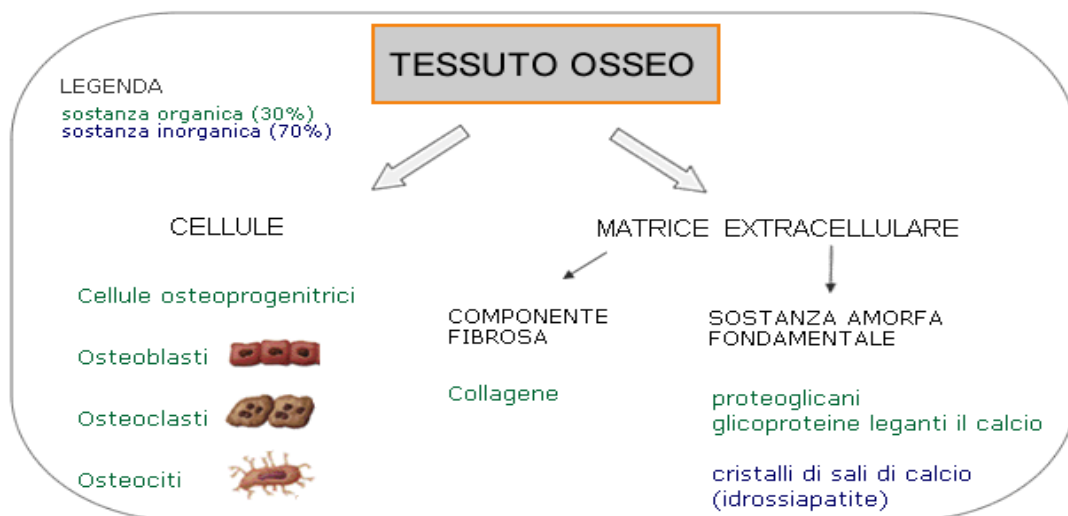 TESSUTO OSSEO
LEGENDA
sostanza organica (30%)
sostanza inorganica (70%)
CELLULE
Cellule osteoprogenitrici
Osteoblasti
Osteoclasti
Osteociti
MATRICE EXTRACELLULARE
COMPONENTE
FIBROSA
Collagene
SOSTANZA AMORFA
FONDAMENTALE
proteoglicani
glicoproteine leganti il calcio
cristalli di sali di calcio
(idrossiapatite)